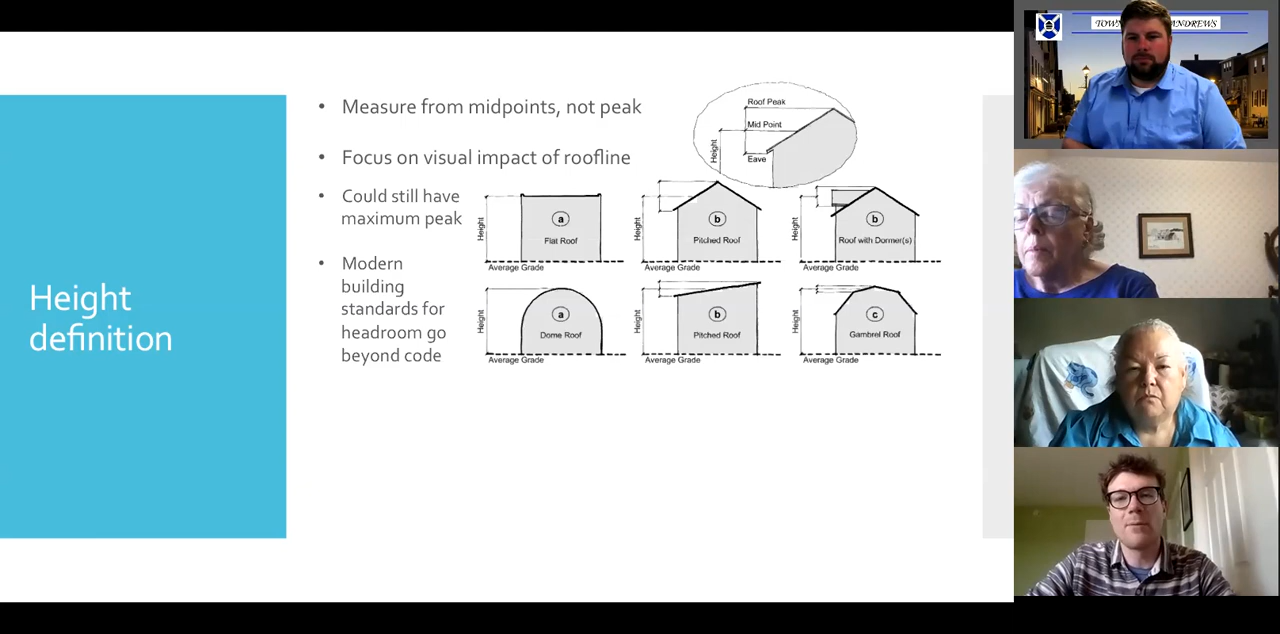 Height
definition
• Measure from midpoints, not peak
• Focus on visual impact of roofline
• Could still have
maximum peak
• Modern
building
standards for
headroom go
beyond code
Roof Peak
Mid Point
Height
Eave
Height
a
Flat Roof
Average Grade
Height
b
Pitched Roof
Average Grade
Height
b
Roof with Dormer(s)
Average Grade
Height
a
Dome Roof
Average Grade
Height
b
Pitched Roof
Average Grade
Height
c
Gambrel Roof
Average Grade
TOWN ANDREWS